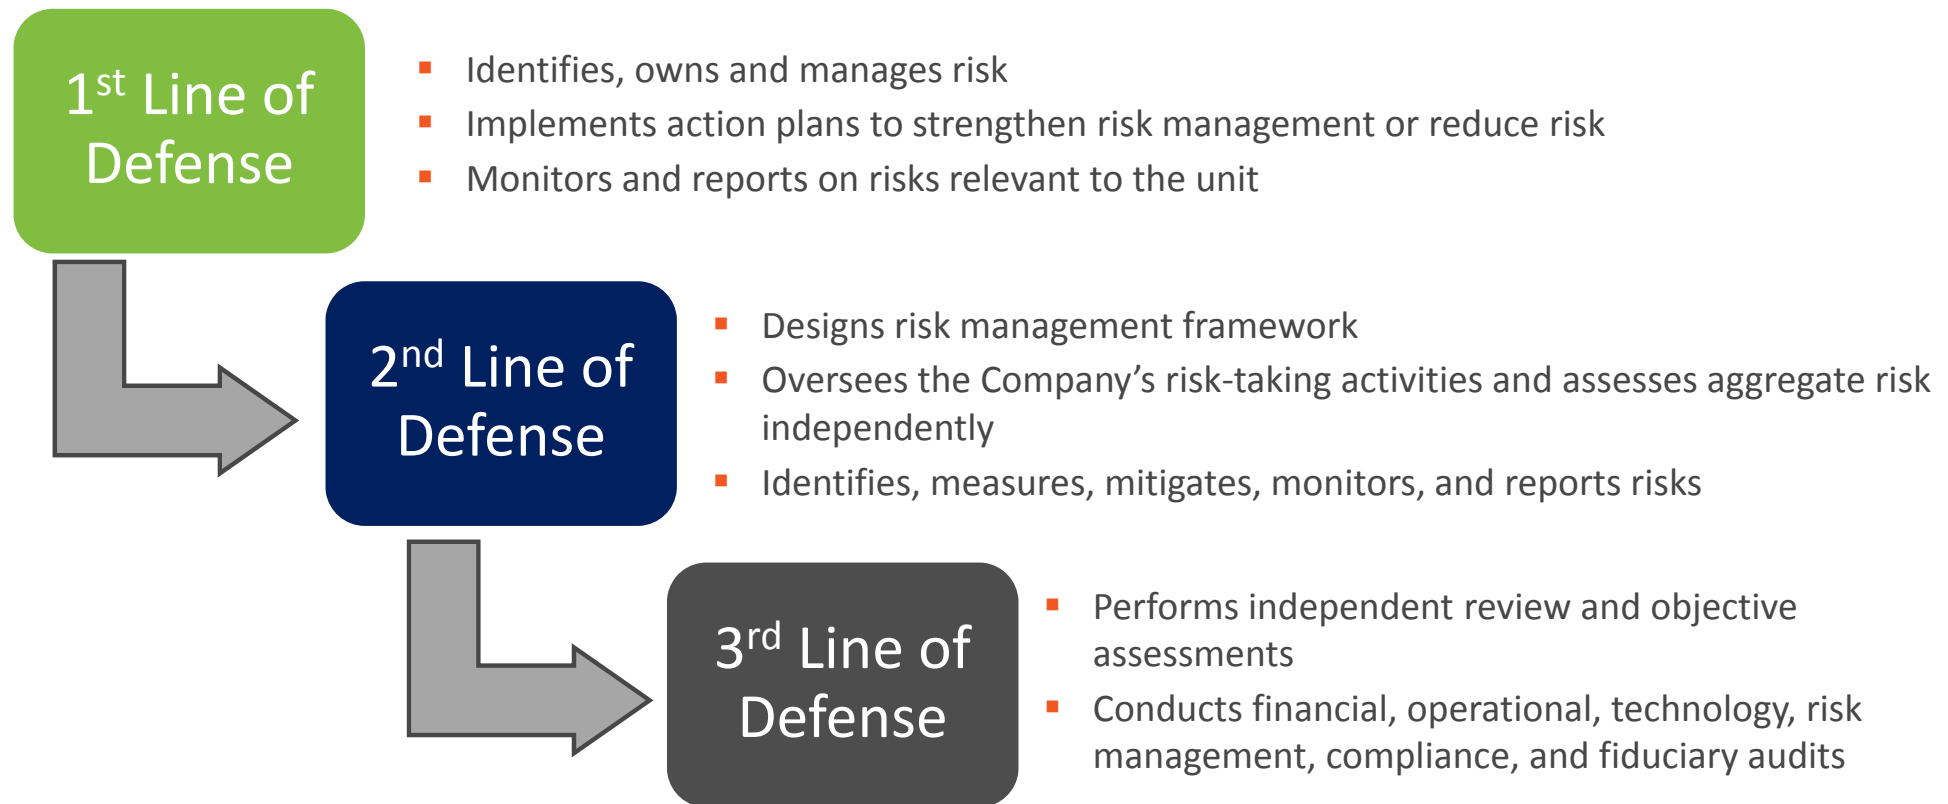 1st Line of
Defense
▪ Identifies, owns and manages risk
▪ Implements action plans to strengthen risk management or reduce risk
▪ Monitors and reports on risks relevant to the unit
2nd Line of
Defense
▪ Designs risk management framework
▪ Oversees the Company’s risk-taking activities and assesses aggregate risk
independently
▪ Identifies, measures, mitigates, monitors, and reports risks
3rd Line of
Defense
▪ Performs independent review and objective
assessments
▪ Conducts financial, operational, technology, risk
management, compliance, and fiduciary audits